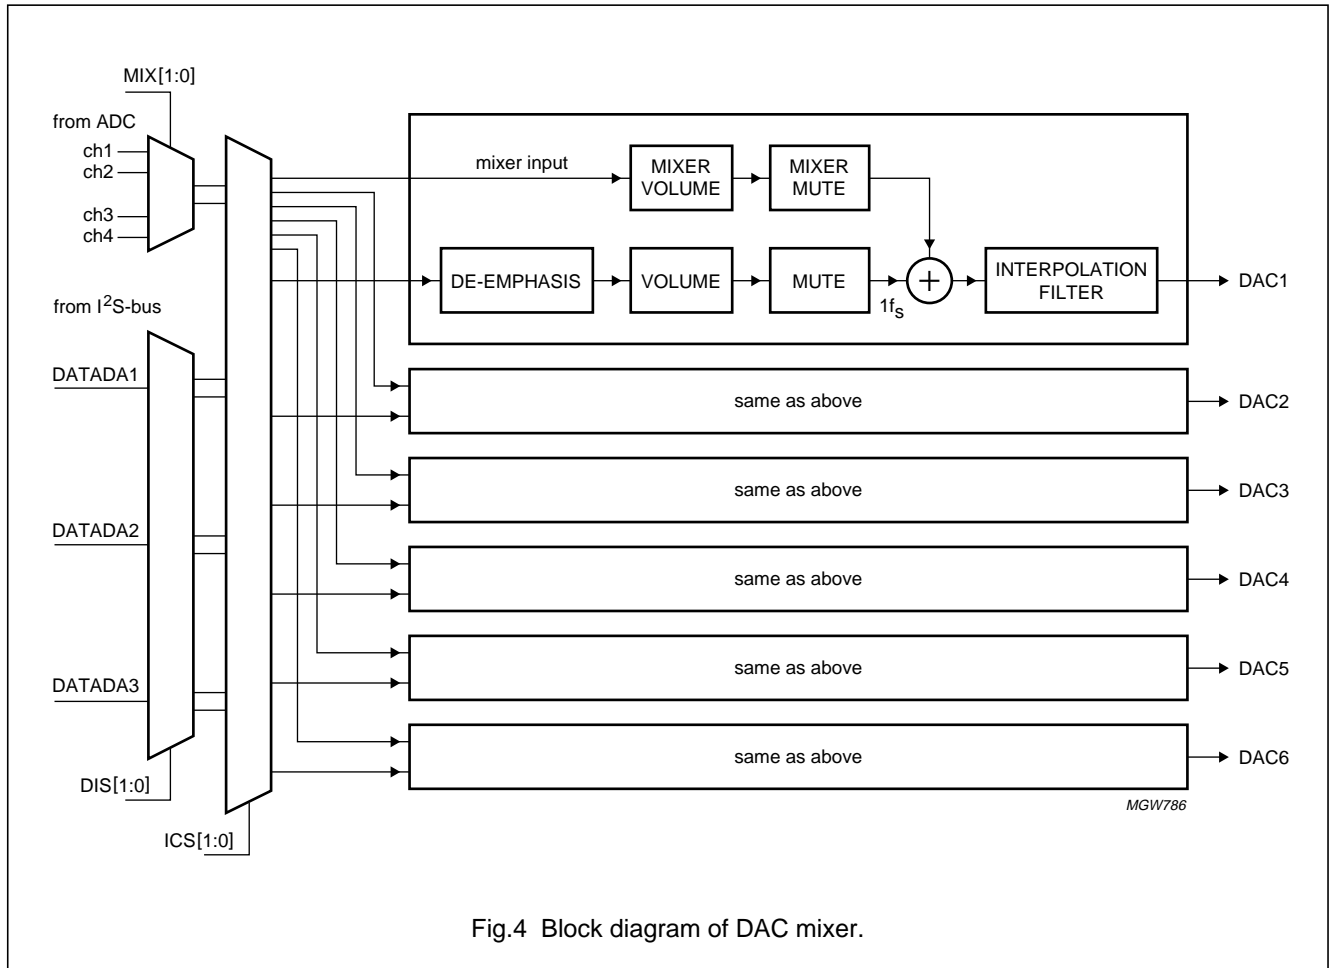 MIX[1:0]
from ADC
ch1
ch2
ch3
ch4
mixer input
MIXER
VOLUME
MIXER
MUTE
DE-EMPHASIS
VOLUME
MUTE
1fs
+
INTERPOLATION
FILTER
DAC1
from I2S-bus
DATADA1
same as above
DAC2
same as above
DAC3
DATADA2
same as above
DAC4
same as above
DAC5
DATADA3
same as above
DAC6
DIS[1:0]
MGW786
ICS[1:0]
Fig.4 Block diagram of DAC mixer.